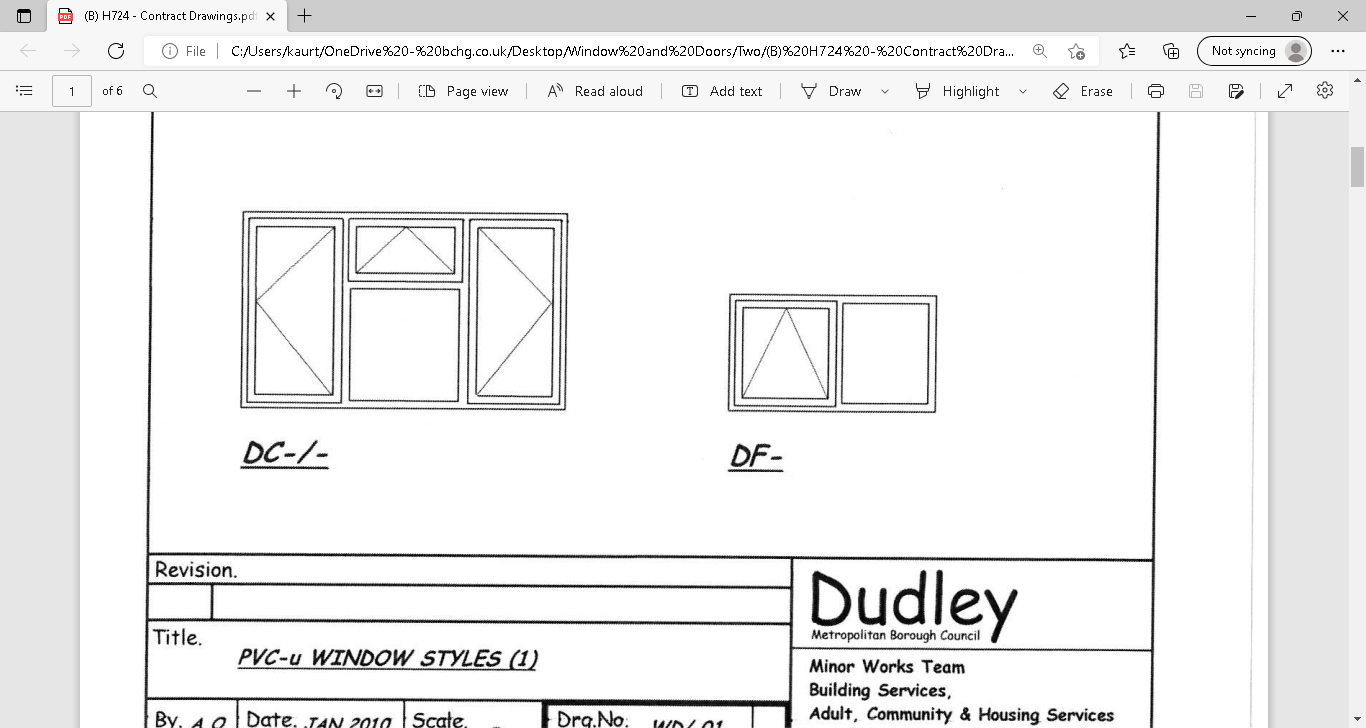 (B) H724 - Contract Drawings.pdf
File
C:/Users/kaurt/OneDrive%20-%20bchg.co.uk/Desktop/Window%20and%20Doors/Two/(B)%20H724%20-%20Contract%20Dra...
Not syncing
1 of 6
Page view
Read aloud
Add text
Draw
Highlight
Erase
DC-/-
DF-
Revision.
Title.
PVC-u WINDOW STYLES (1)
Dudley
Metropolitan Borough Council
Minor Works Team
Building Services,
Adult, Community & Housing Services
By. A.O
Date. JAN 2010
Scale.
Drg.No. WD/ 01